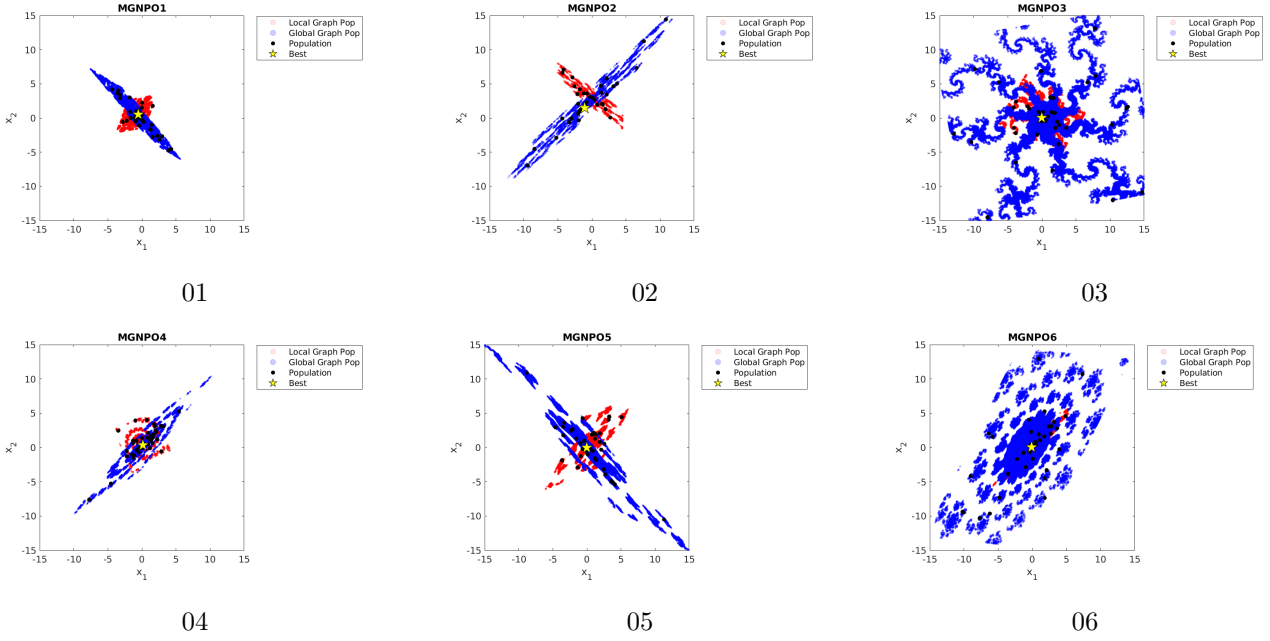 MGNPO1
Local Graph Pop
Global Graph Pop
Population
Best
15
10
5
0
-5
-10
-15
x2
-15 -10 -5 0 5 10 15
x1
01
MGNPO2
Local Graph Pop
Global Graph Pop
Population
Best
15
10
5
0
-5
-10
-15
x2
-15 -10 -5 0 5 10 15
x1
02
MGNPO3
Local Graph Pop
Global Graph Pop
Population
Best
15
10
5
0
-5
-10
-15
x2
-15 -10 -5 0 5 10 15
x1
03
MGNPO4
Local Graph Pop
Global Graph Pop
Population
Best
15
10
5
0
-5
-10
-15
x2
-15 -10 -5 0 5 10 15
x1
04
MGNPO5
Local Graph Pop
Global Graph Pop
Population
Best
15
10
5
0
-5
-10
-15
x2
-15 -10 -5 0 5 10 15
x1
05
MGNPO6
Local Graph Pop
Global Graph Pop
Population
Best
15
10
5
0
-5
-10
-15
x2
-15 -10 -5 0 5 10 15
x1
06